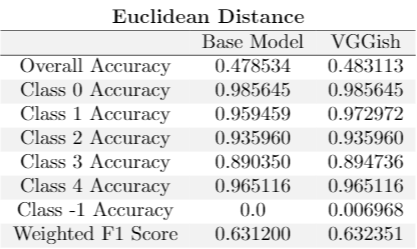 Euclidean Distance
Base Model VGGish
Overall Accuracy 0.478534 0.483113
Class 0 Accuracy 0.985645 0.985645
Class 1 Accuracy 0.959459 0.972972
Class 2 Accuracy 0.935960 0.935960
Class 3 Accuracy 0.890350 0.894736
Class 4 Accuracy 0.965116 0.965116
Class -1 Accuracy 0.0 0.006968
Weighted F1 Score 0.631200 0.632351